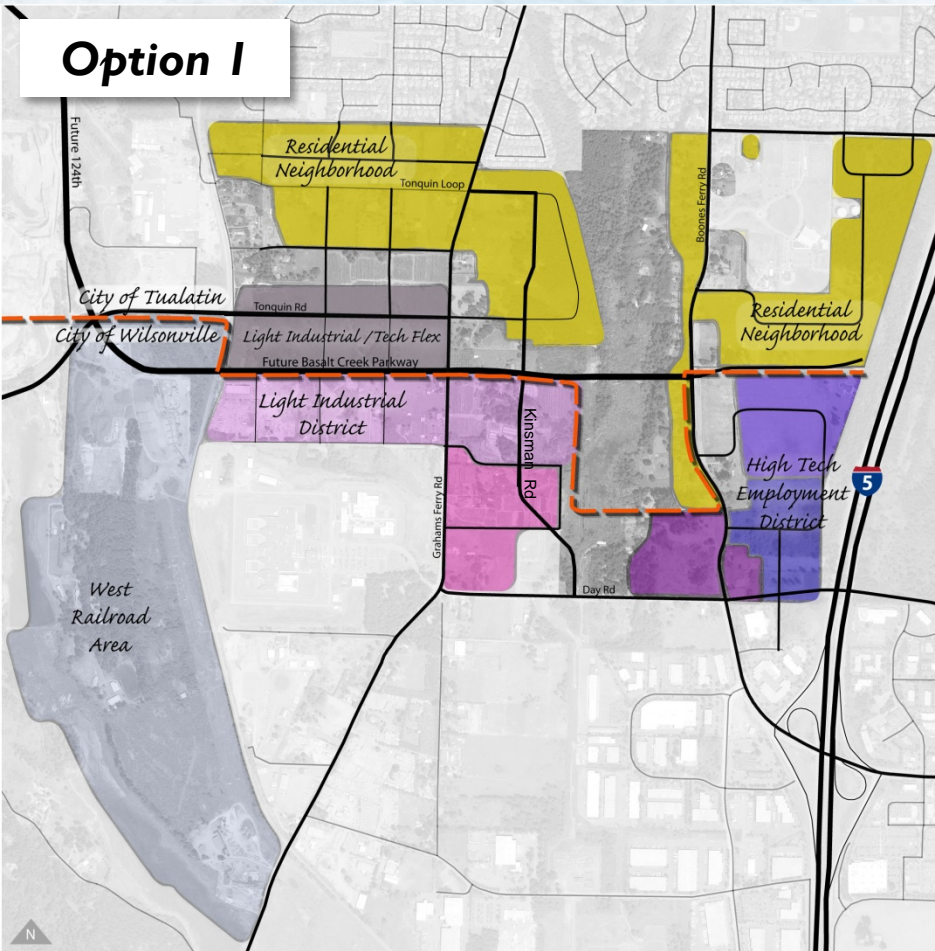 Option 1
Future 124th
Residential
Neighborhood
Tonquin Loop
Boones Ferry Rd
City of Tualatin
City of Wilsonville
Tonquin Rd
Light Industrial / Tech Flex
Future Basalt Creek Parkway
Residential
Neighborhood
Light Industrial
District
Kinsman Rd
Grahams Ferry Rd
High Tech
Employment
District
5
West
Railroad
Area
Day Rd
N